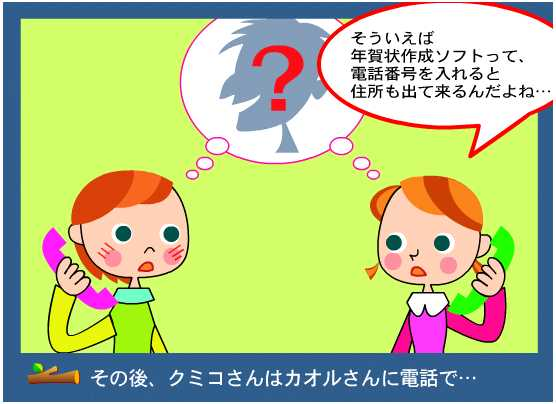 そういえば
年賀状作成ソフトって、
電話番号を入れると
住所も出て来るんだよね…
?
その後、クミコさんはカオルさんに電話で…